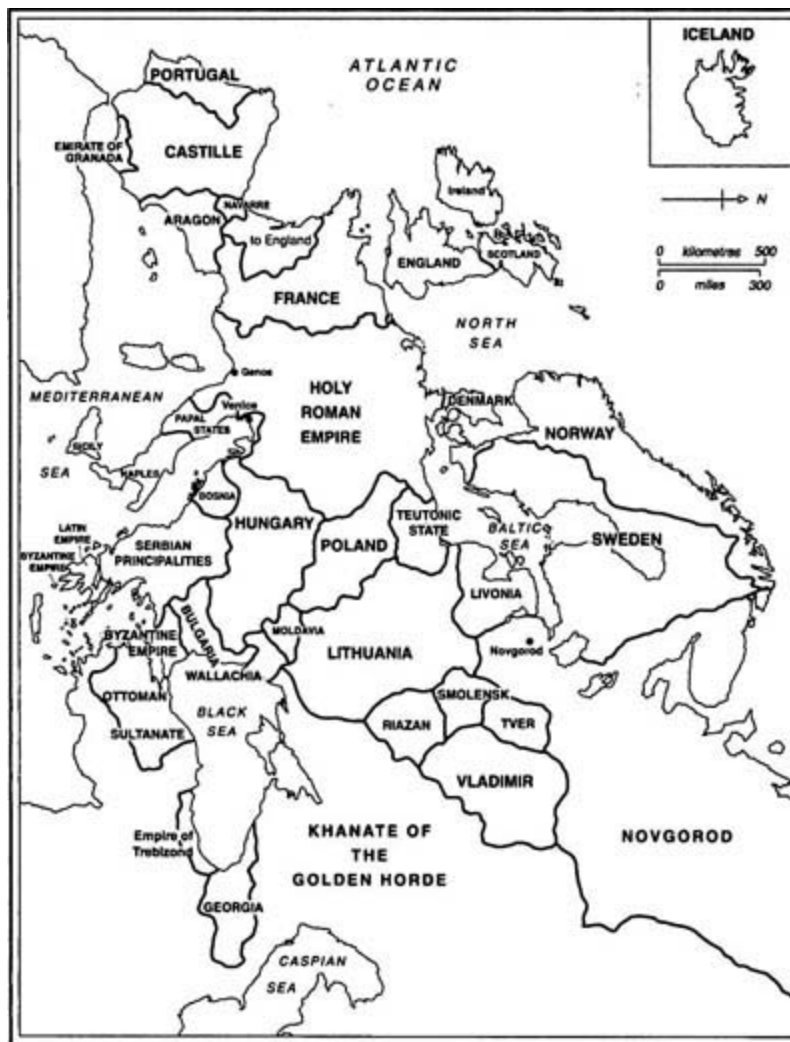 ICELAND
ATLANTIC
OCEAN
PORTUGAL
EMIRATE OF
GRANADA
CASTILLE
Ireland
NAVARRE
ARAGON
to England
N
ENGLAND
SCOTLAND
0 kilometres 500
0 miles 300
FRANCE
NORTH
SEA
Genoa
MEDITERRANEAN
SEA
HOLY
ROMAN
EMPIRE
DENMARK
Venice
PAPAL
STATES
NORWAY
SICILY
NAPLES
BOSNIA
HUNGARY
TEUTONIC
STATE
BALTIC
SEA
LATIN
EMPIRE
BYZANTINE
EMPIRE
SERBIAN
PRINCIPALITIES
POLAND
SWEDEN
LIVONIA
BULGARIA
MOLDAVIA
BYZANTINE
EMPIRE
LITHUANIA
Novgorod
WALLACHIA
OTTOMAN
SULTANATE
BLACK
SEA
SMOLENSK
RIAZAN
TVER
VLADIMIR
Empire of
Trebizond
KHANATE OF
THE
GOLDEN HORDE
NOVGOROD
GEORGIA
CASPIAN
SEA